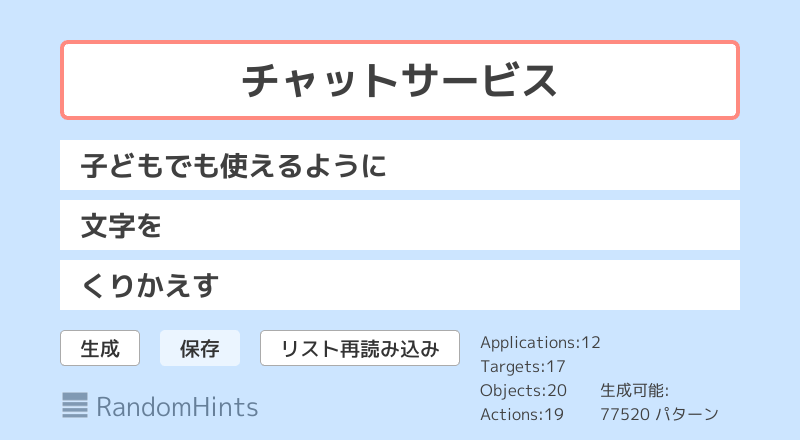 チャットサービス
子どもでも使えるように
文字を
くりかえす
生成 保存 リスト再読み込み
Applications:12
Targets:17
Objects:20 生成可能:
Actions:19 77520 パターン
RandomHints